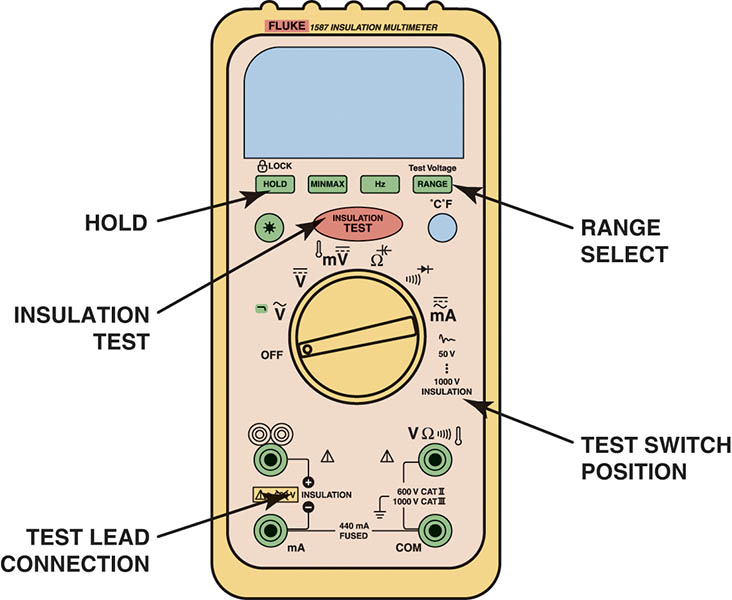 FLUKE 1587 INSULATION MULTIMETER
LOCK
Test Voltage
HOLD MINMAX Hz RANGE
°C°F
INSULATION
TEST
HOLD
RANGE
SELECT
INSULATION
TEST
mV Ω
V
V
mA
OFF
50 V
1000 V
INSULATION
TEST SWITCH
POSITION
V Ω
INSULATION
600 V CAT II
1000 V CAT III
440 mA
FUSED
mA
COM
TEST LEAD
CONNECTION